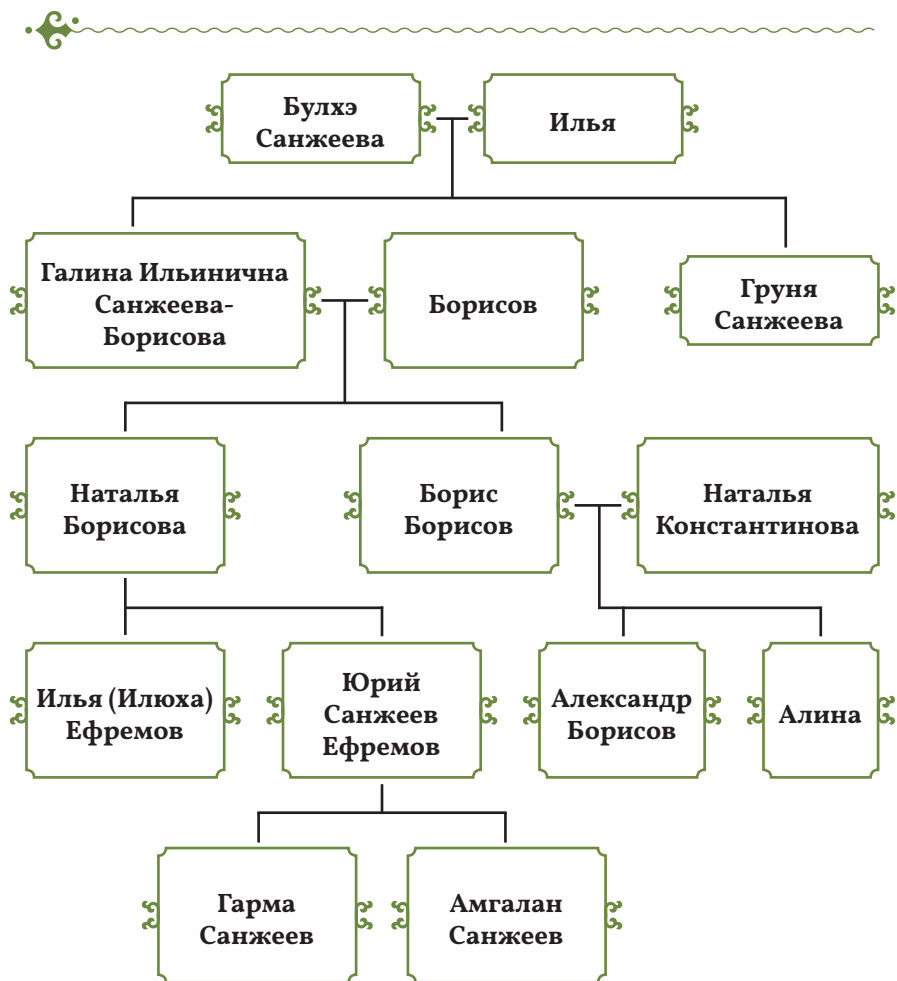 Булхэ
Санжеева
Илья
Галина Ильинична
Санжеева-
Борисова
Борисов
Груня
Санжеева
Наталья
Борисова
Борис
Борисов
Наталья
Константинова
Илья (Илюха)
Ефремов
Юрий
Санжеев
Ефремов
Александр
Борисов
Алина
Гарма
Санжеев
Амгалан
Санжеев